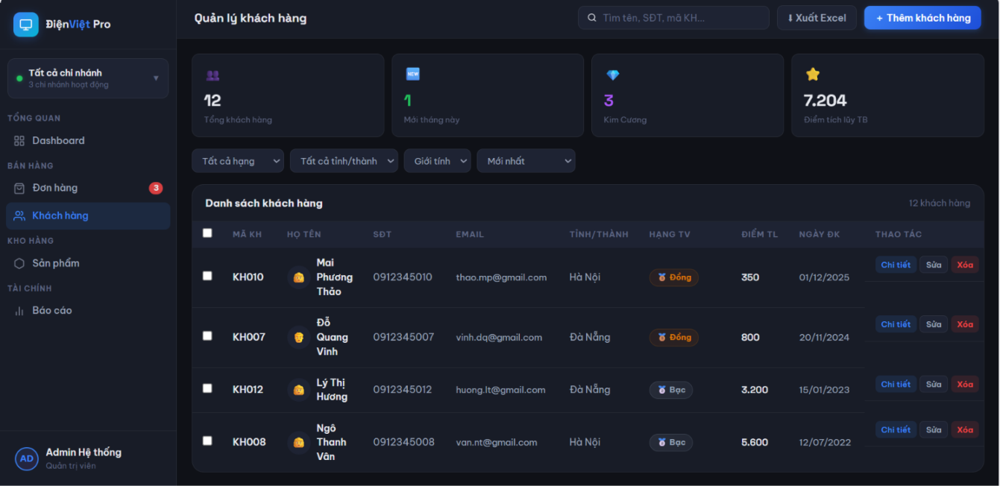 ĐiệnViệt Pro
Quản lý khách hàng
Tìm tên, SĐT, mã KH...
⬇ Xuất Excel
+ Thêm khách hàng
Tất cả chi nhánh
3 chi nhánh hoạt động
TỔNG QUAN
Dashboard
BÁN HÀNG
Đơn hàng 3
Khách hàng
KHO HÀNG
Sản phẩm
TÀI CHÍNH
Báo cáo
AD
Admin Hệ thống
Quản trị viên
12
Tổng khách hàng
NEW
1
Mới tháng này
3
Kim Cương
7.204
Điểm tích lũy TB
Tất cả hạng
Tất cả tỉnh/thành
Giới tính
Mới nhất
Danh sách khách hàng
12 khách hàng
MÃ KH HỌ TÊN SĐT EMAIL TỈNH/THÀNH HẠNG TV ĐIỂM TL NGÀY ĐK THAO TÁC
KH010
Mai
Phương
Thảo
0912345010 thao.mp@gmail.com Hà Nội Đồng 350 01/12/2025 Chi tiết Sửa Xóa
KH007
Đỗ
Quang
Vinh
0912345007 vinh.dq@gmail.com Đà Nẵng Đồng 800 20/11/2024 Chi tiết Sửa Xóa
KH012
Lý Thị
Hương
0912345012 huong.lt@gmail.com Đà Nẵng Bạc 3.200 15/01/2023 Chi tiết Sửa Xóa
KH008
Ngô
Thanh
Vân
0912345008 van.nt@gmail.com Hà Nội Bạc 5.600 12/07/2022 Chi tiết Sửa Xóa